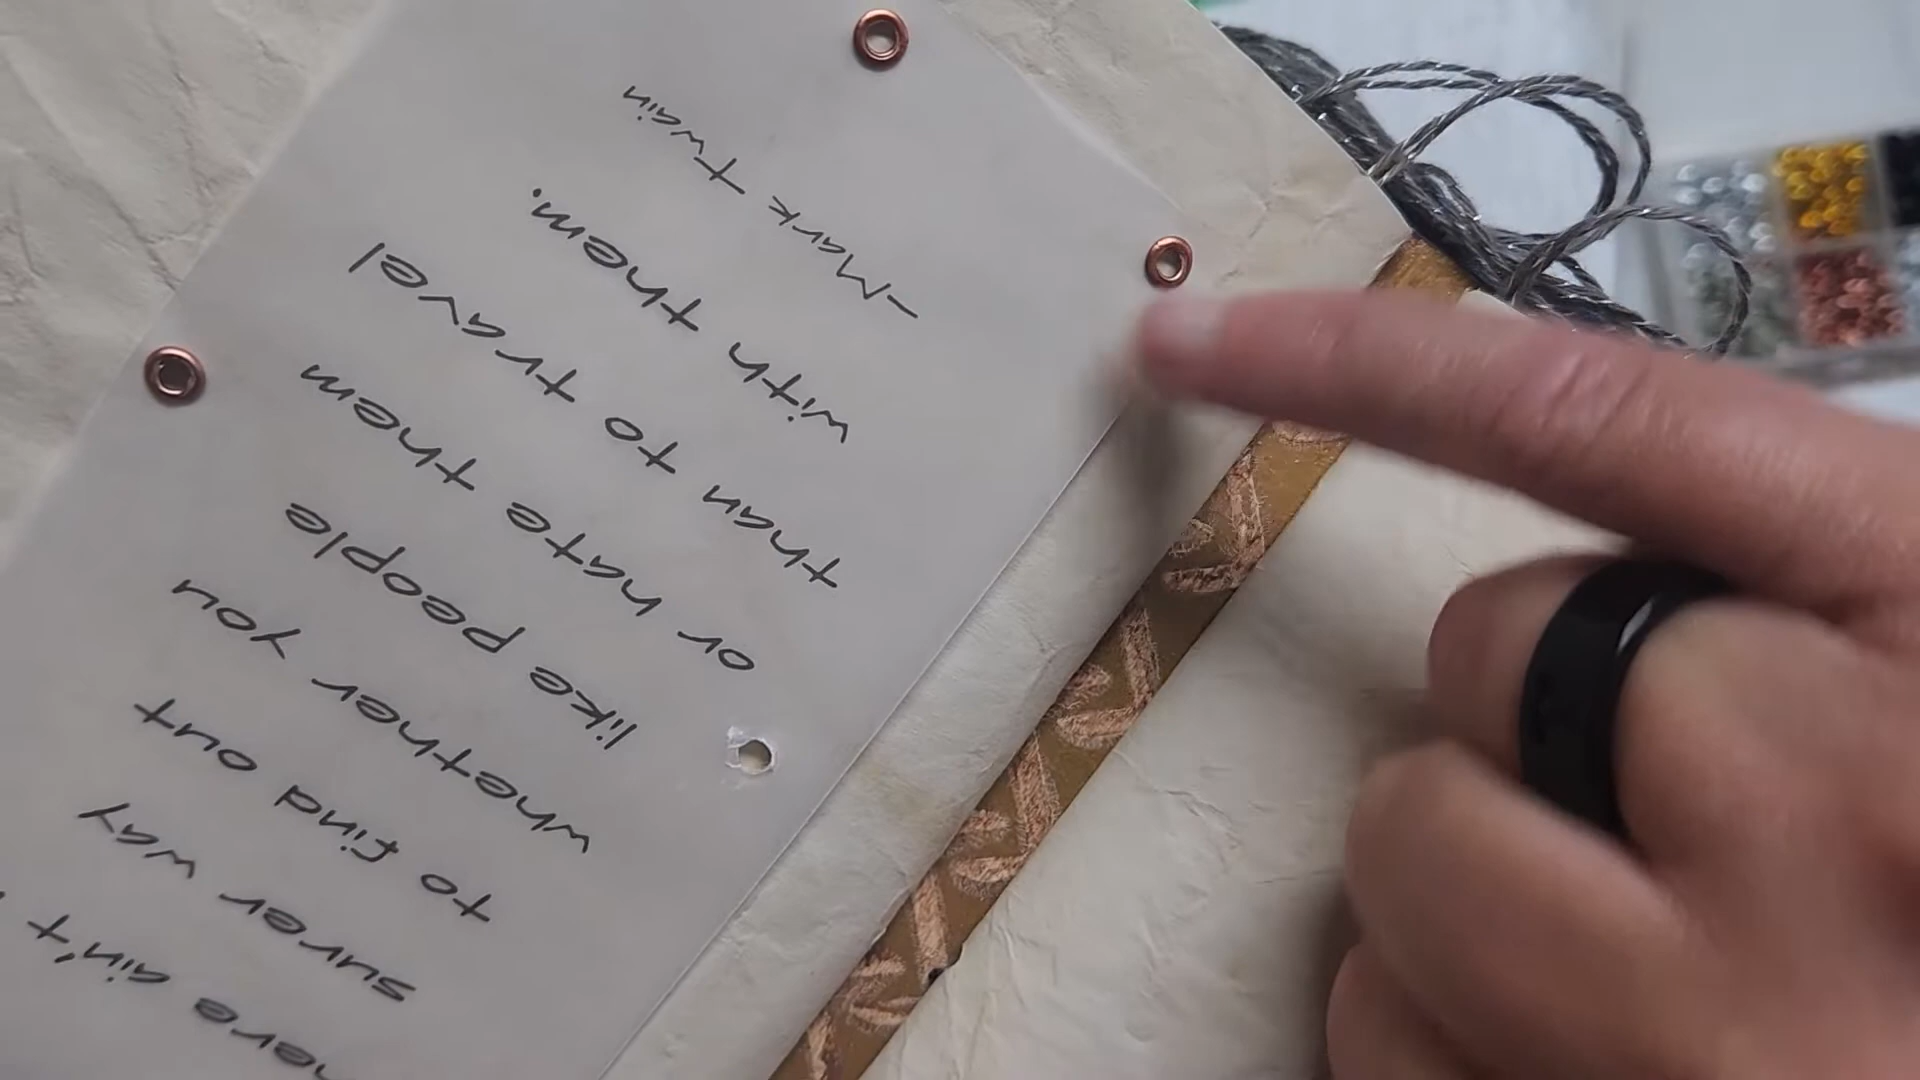 here ain't
surer way
to find out
whether you
like people
or hate them
than to travel
with them.
-Mark Twain